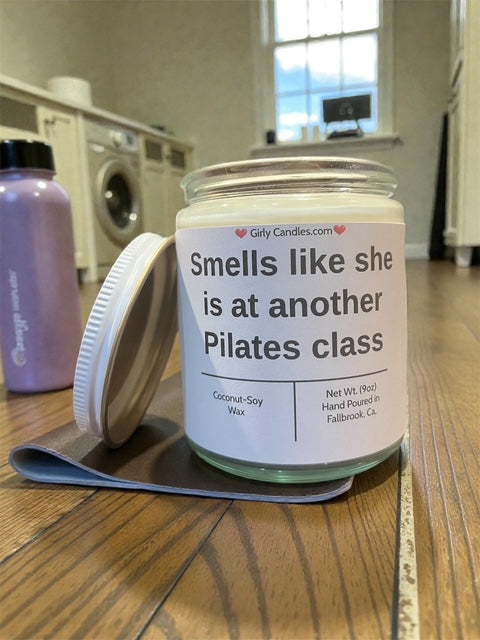 Girly Candles.com
Smells like she
is at another
Pilates class
Coconut-Soy
Wax
Net Wt. (9oz)
Hand Poured in
Fallbrook, Ca.